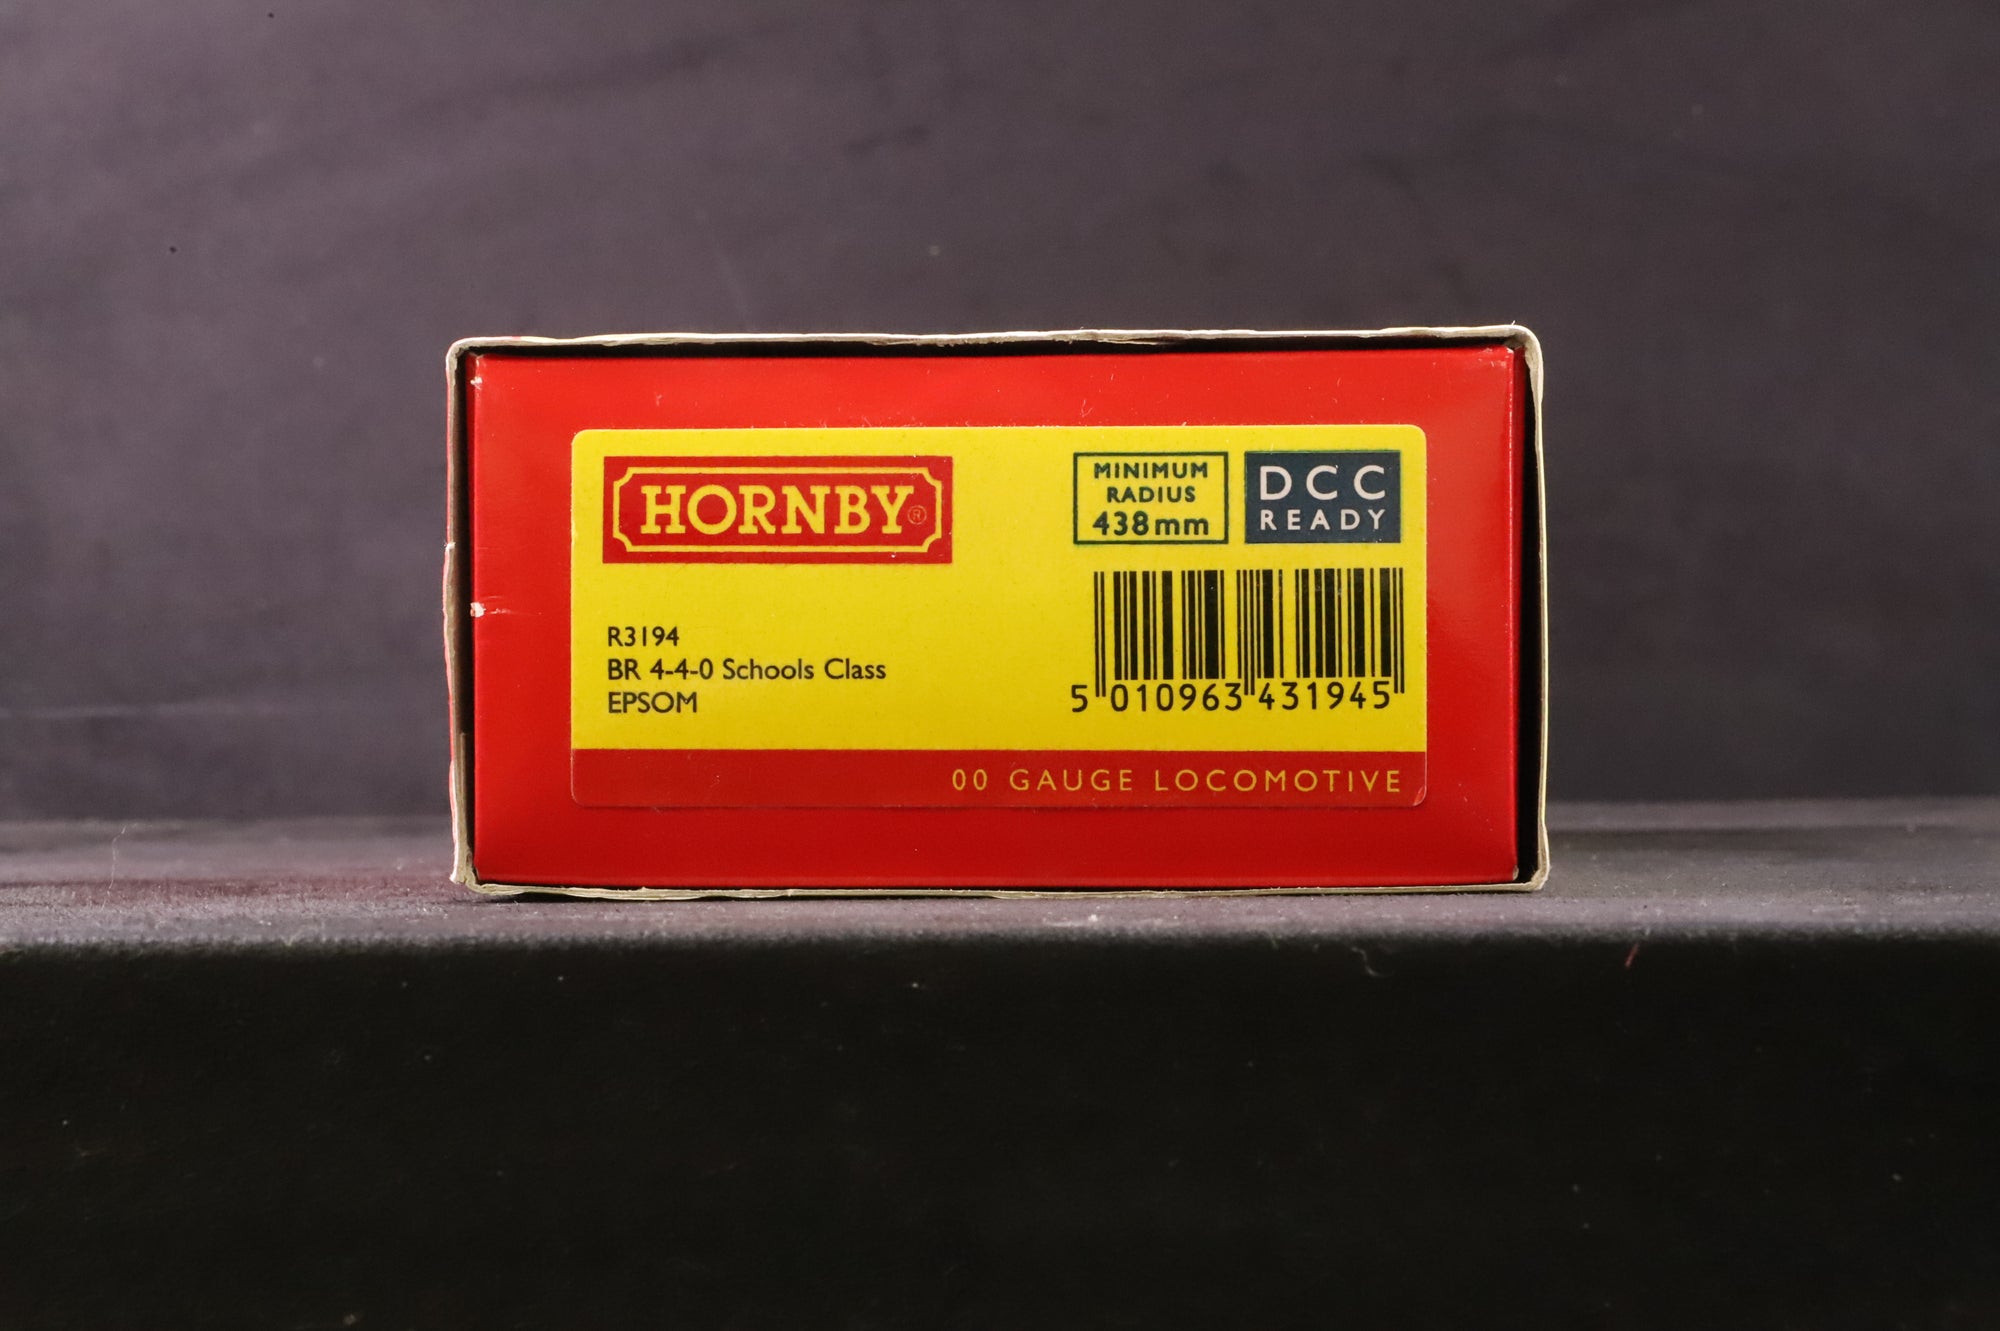 HORNBY®
MINIMUM
RADIUS
438mm
DCC
READY
R3194
BR 4-4-0 Schools Class
EPSOM
5 010963 431945
00 GAUGE LOCOMOTIVE